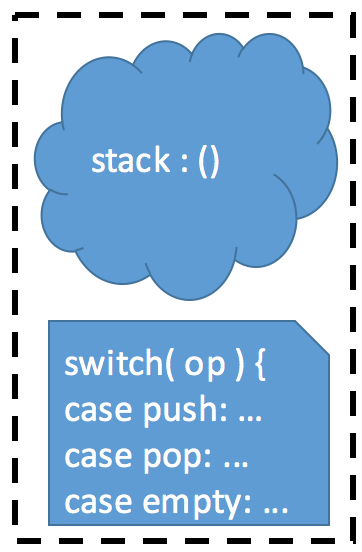 stack : ()
switch( op ) {
case push: ...
case pop: ...
case empty: ...